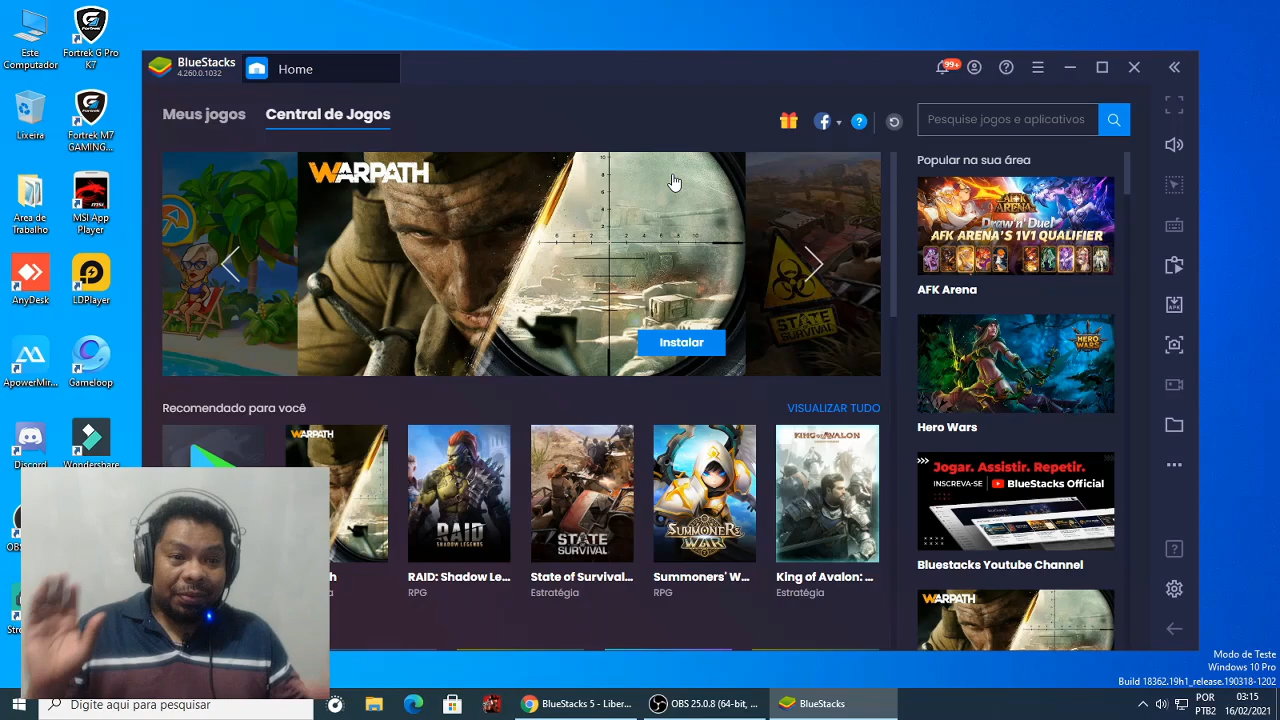 Este
Computador
Fortrek G Pro
K7
Lixeira
Fortrek M7
GAMING...
Área de
Trabalho
MSI App
Player
AnyDesk
LDPlayer
ApowerMir...
Gameloop
Discord
Wondershare
BlueStacks
4.260.0.1032
Home
99+
Meus jogos
Central de Jogos
Pesquise jogos e aplicativos
WARPATH
STATE
SURVIVAL
Instalar
Recomendado para você
VISUALIZAR TUDO
WARPATH
RAID
SHADOW LEGENDS
RAID: Shadow Le...
RPG
STATE
SURVIVAL
State of Survival...
Estratégia
SUMMONERS
WAR
Summoners' W...
RPG
KING OF AVALON
King of Avalon: ...
Estratégia
Popular na sua área
AFK
ARENA
Draw n' Duel
AFK ARENA'S 1V1 QUALIFIER
AFK Arena
HERO
WARS
Hero Wars
Jogar. Assistir. Repetir.
INSCREVA-SE BlueStacks Official
Bluestacks Youtube Channel
WARPATH
Modo de Teste
Windows 10 Pro
Build 18362.19h1_release.190318-1202
Digite aqui para pesquisar
BlueStacks 5 - Liber...
OBS 25.0.8 (64-bit, ...
BlueStacks
POR
PTB2
03:15
16/02/2021